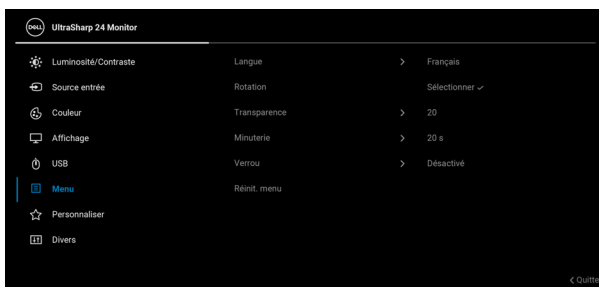 DELL UltraSharp 24 Monitor
Luminosité/Contraste Langue > Français
Source entrée Rotation Sélectionner ✓
Couleur Transparence > 20
Affichage Minuterie > 20 s
USB Verrou > Désactivé
Menu Réinit. menu
Personnaliser
Divers
< Quitte